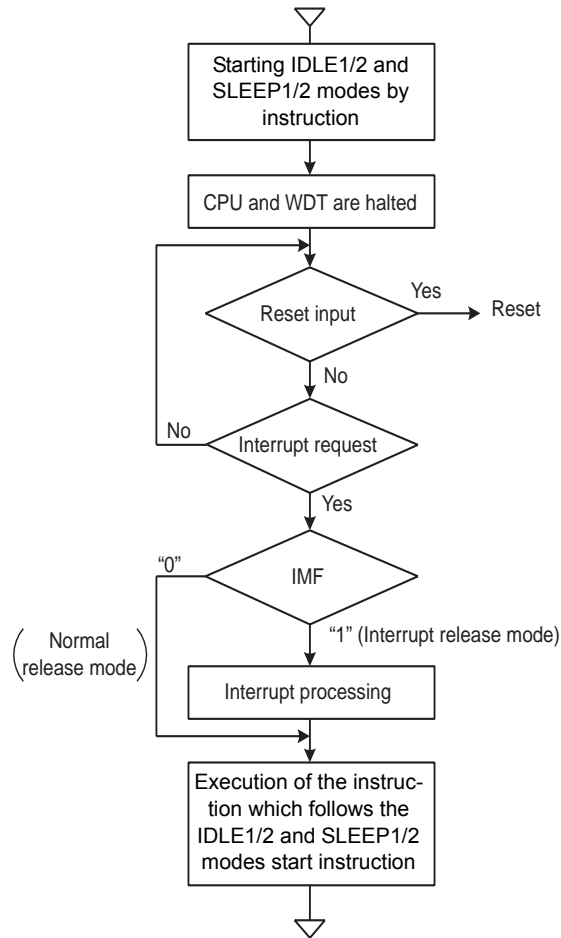 Starting IDLE1/2 and
SLEEP1/2 modes by
instruction
CPU and WDT are halted
Reset input
Yes
Reset
No
No
Interrupt request
Yes
“0”
IMF
Normal
release mode
“1” (Interrupt release mode)
Interrupt processing
Execution of the instruc-
tion which follows the
IDLE1/2 and SLEEP1/2
modes start instruction